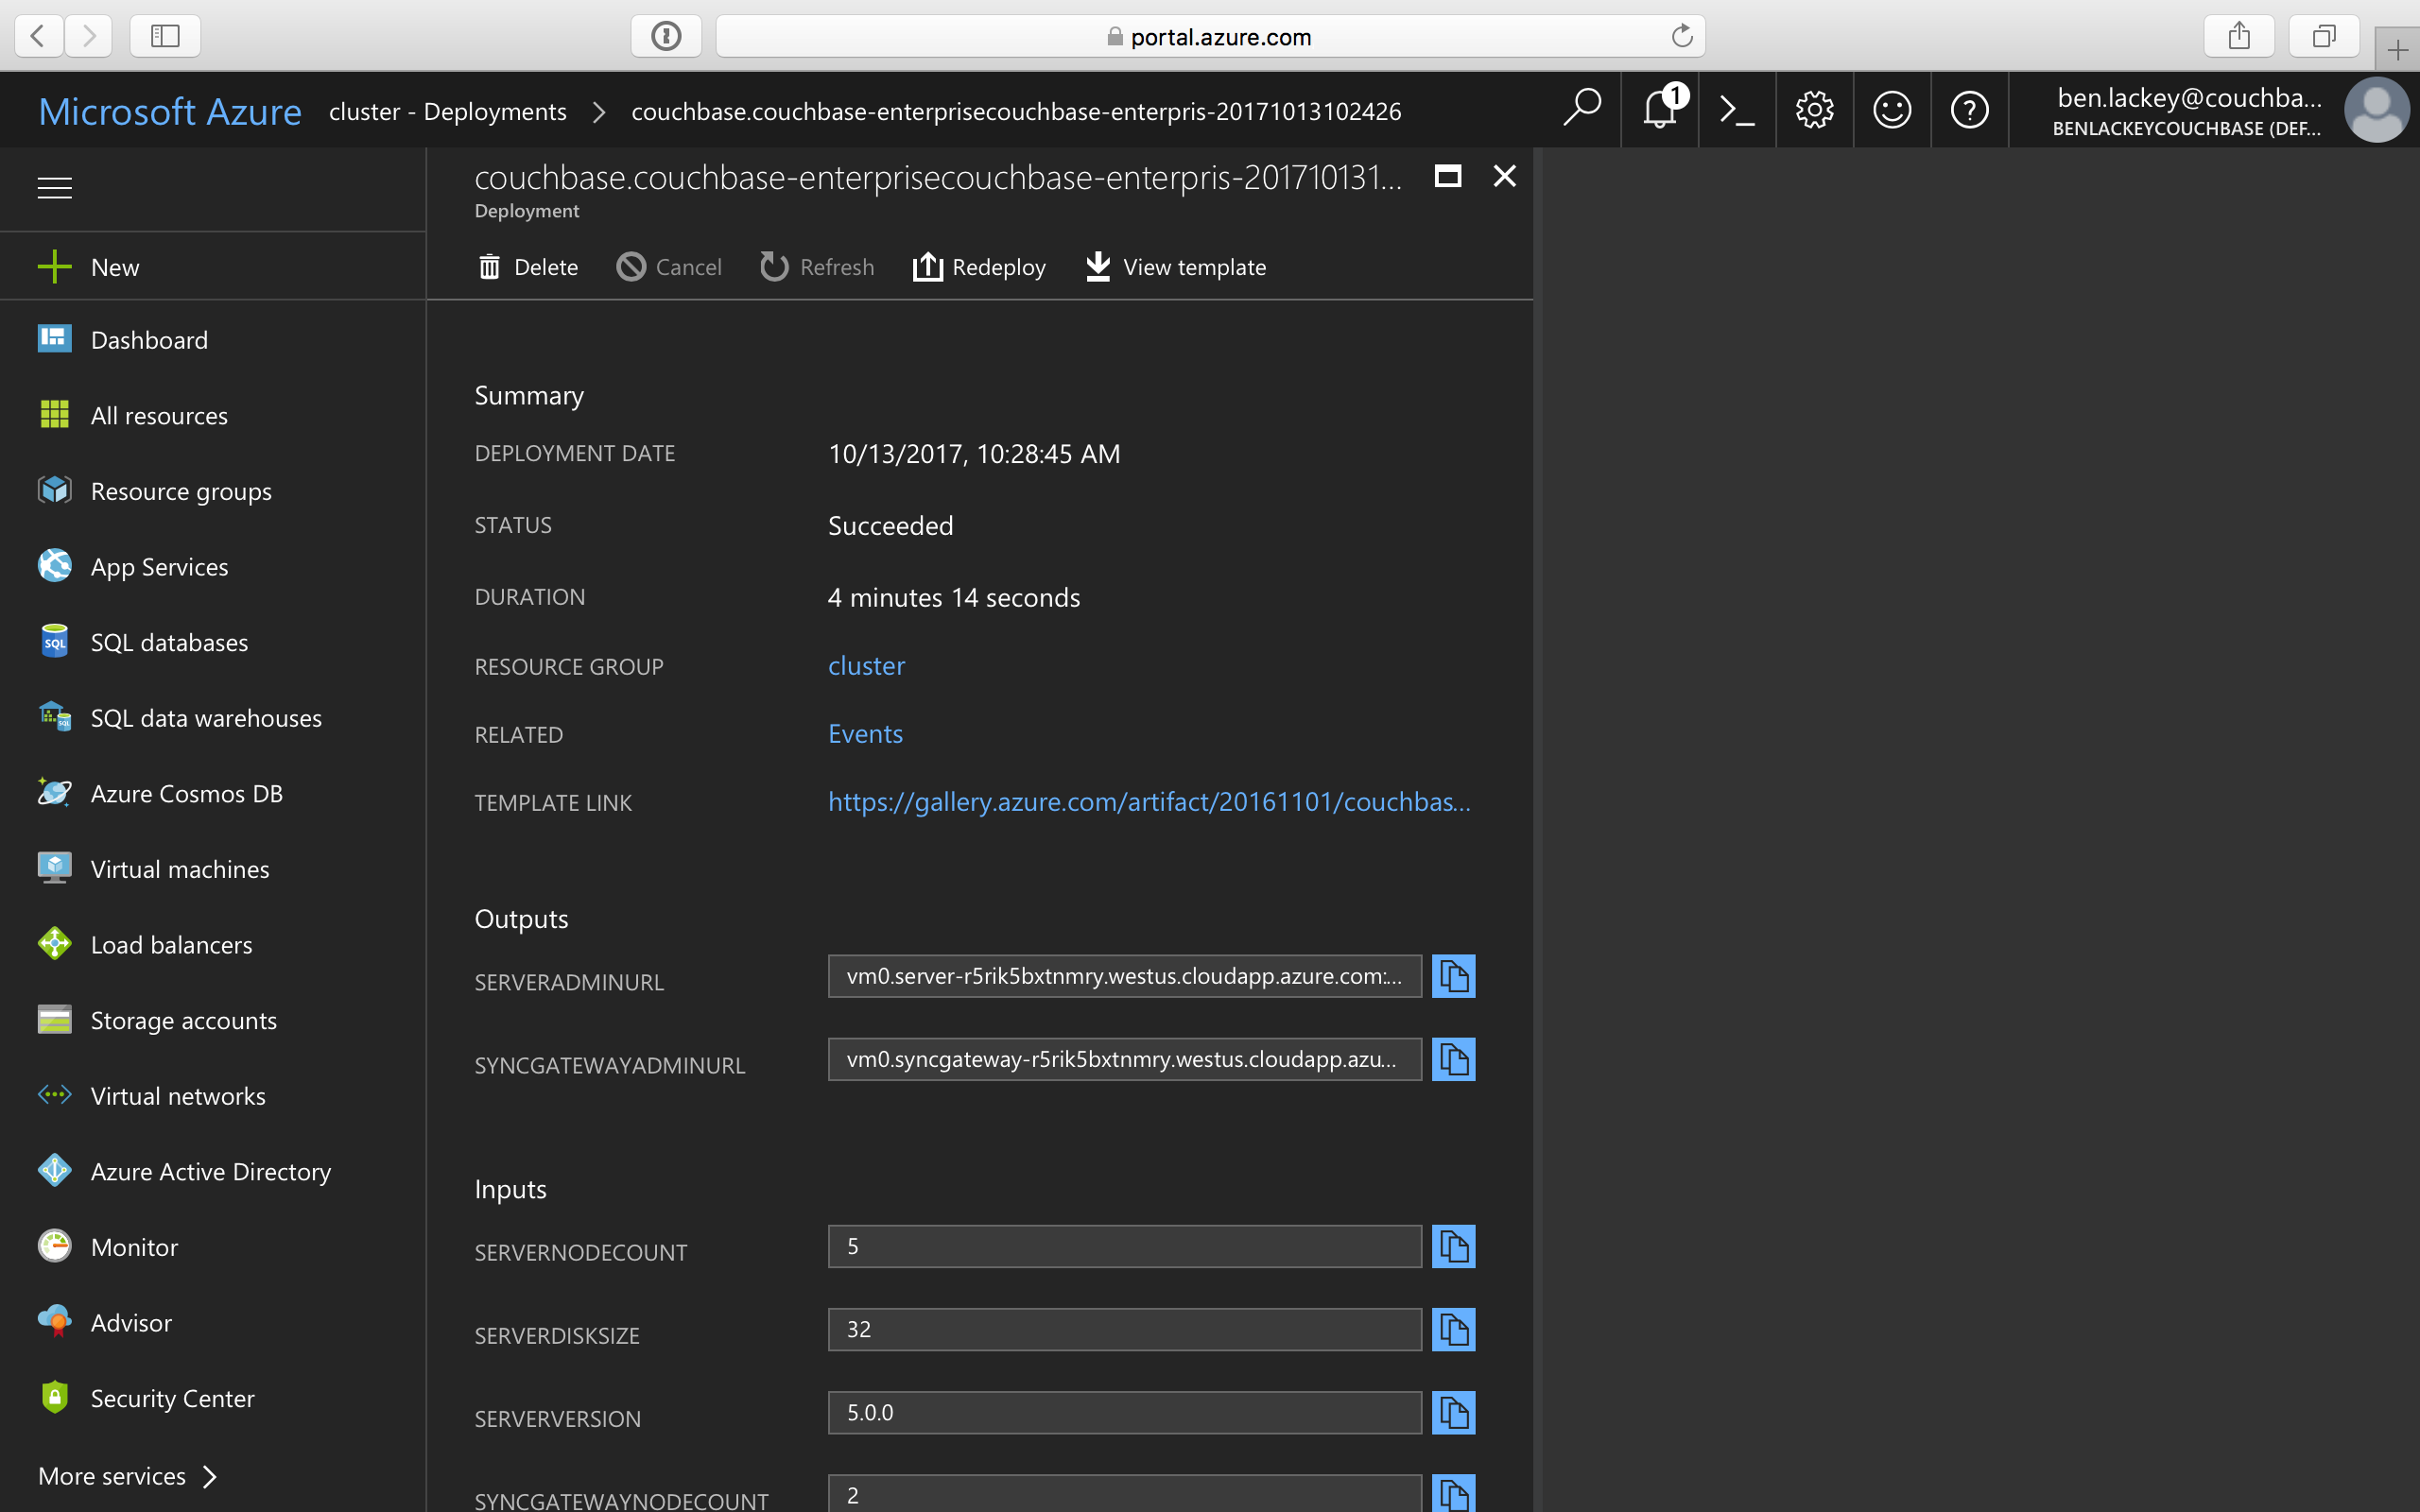 portal.azure.com
Microsoft Azure cluster - Deployments couchbase.couchbase-enterprisecouchbase-enterpris-20171013102426 1 ben.lackey@couchba...
BENLACKEYCOUCHBASE (DEF...
couchbase.couchbase-enterprisecouchbase-enterpris-201710131...
Deployment
Delete Cancel Refresh Redeploy View template
New
Dashboard
All resources
Resource groups
App Services
SQL databases
SQL data warehouses
Azure Cosmos DB
Virtual machines
Load balancers
Storage accounts
Virtual networks
Azure Active Directory
Monitor
Advisor
Security Center
More services
Summary
DEPLOYMENT DATE 10/13/2017, 10:28:45 AM
STATUS Succeeded
DURATION 4 minutes 14 seconds
RESOURCE GROUP cluster
RELATED Events
TEMPLATE LINK https://gallery.azure.com/artifact/20161101/couchbas...
Outputs
SERVERADMINURL vm0.server-r5rik5bxtnmry.westus.cloudapp.azure.com:...
SYNCGATEWAYADMINURL vm0.syncgateway-r5rik5bxtnmry.westus.cloudapp.azu...
Inputs
SERVERNODECOUNT 5
SERVERDISKSIZE 32
SERVERVERSION 5.0.0
SYNCGATEWAYNODECOUNT 2